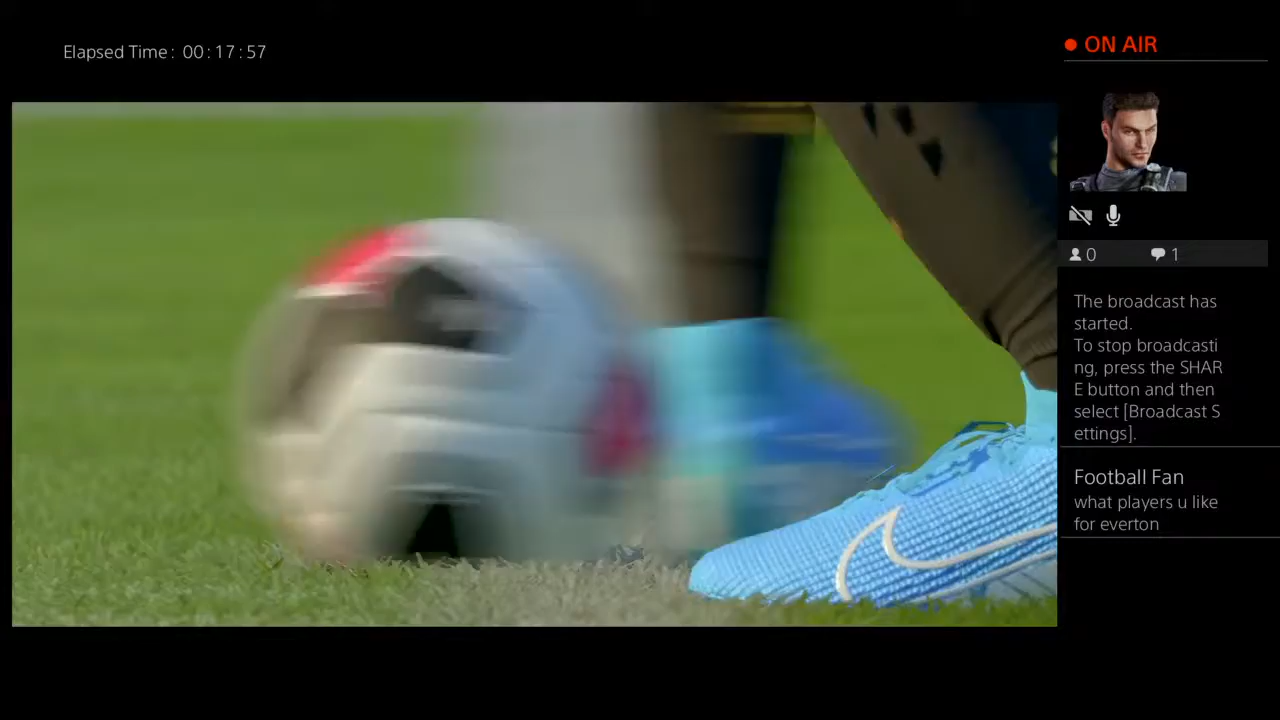 Elapsed Time: 00:17:57
ON AIR
0
1
The broadcast has
started.
To stop broadcasti
ng, press the SHAR
E button and then
select [Broadcast S
ettings].
Football Fan
what players u like
for everton